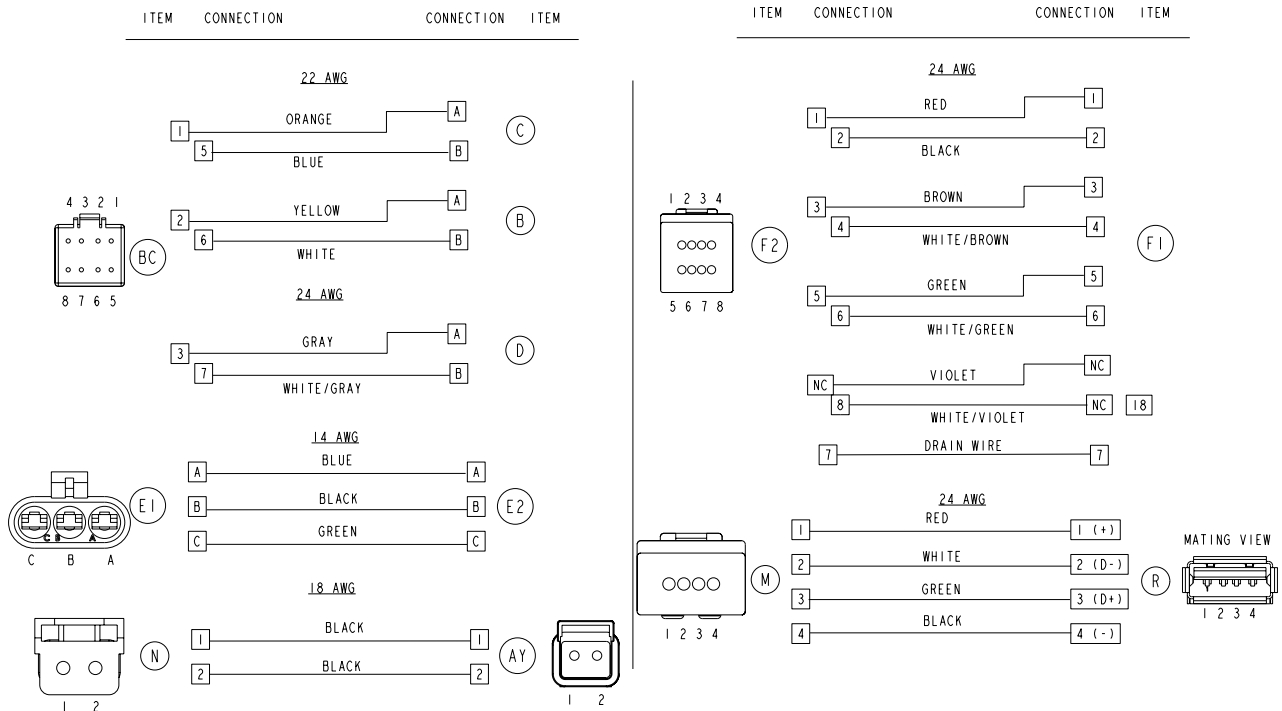 ITEM CONNECTION CONNECTION ITEM
22 AWG
ORANGE A
1 C
5 B
BLUE
YELLOW A
4 3 2 1 2 B
6 B
WHITE
BC
8 7 6 5
24 AWG
GRAY A
3 D
7 B
WHITE/GRAY
14 AWG
BLUE
A A
E1 BLACK E2
B B
GREEN
C C
C B A
C B A
18 AWG
BLACK
1 1
N BLACK AY
2 2
1 2 1 2
ITEM CONNECTION CONNECTION ITEM
24 AWG
RED 1
1
2 2
BLACK
1 2 3 4 BROWN 3
3
4 4
WHITE/BROWN
F2 F1
GREEN 5
5 6 7 8 5
6 6
WHITE/GREEN
VIOLET NC
NC
8 NC 18
WHITE/VIOLET
DRAIN WIRE
7 7
24 AWG
RED
1 1 (+)
MATING VIEW
WHITE
2 2 (D-)
M GREEN R
3 3 (D+)
1 2 3 4
BLACK
4 4 (-)
1 2 3 4